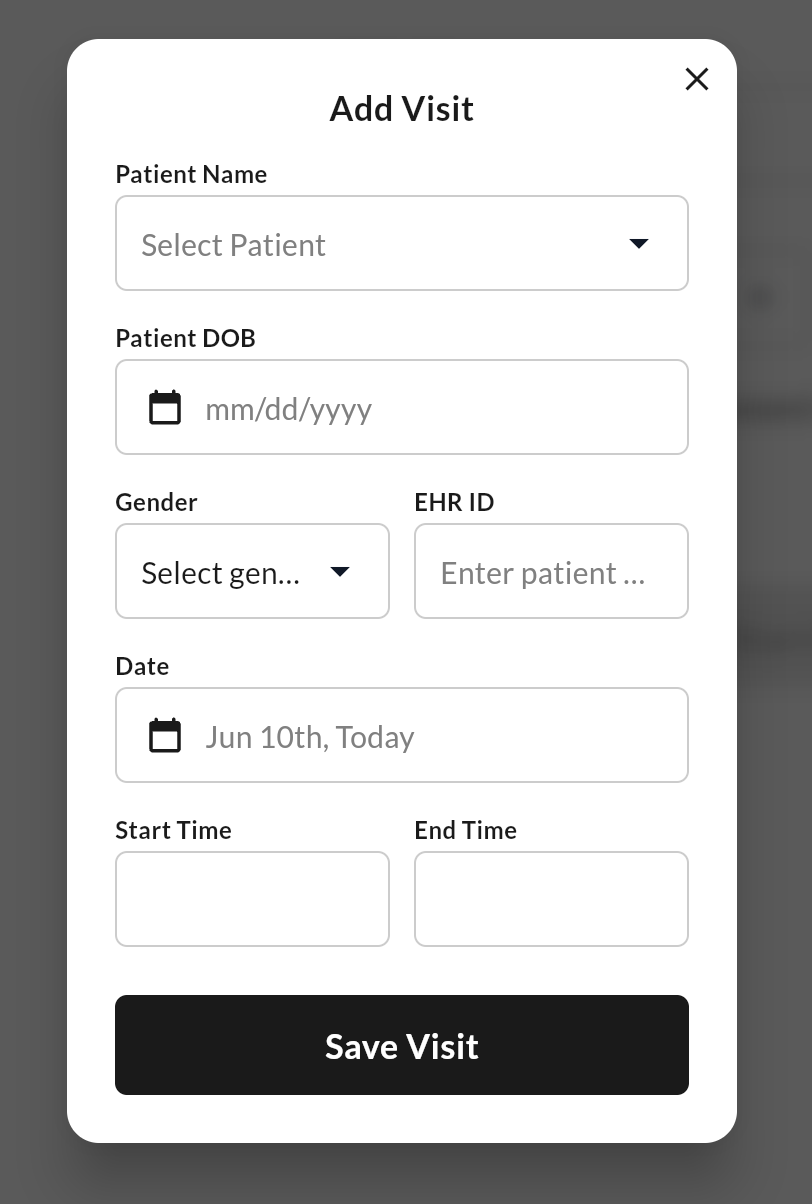 Add Visit
Patient Name
Select Patient
Patient DOB
mm/dd/yyyy
Gender
EHR ID
Select gen...
Enter patient ...
Date
Jun 10th, Today
Start Time
End Time
Save Visit